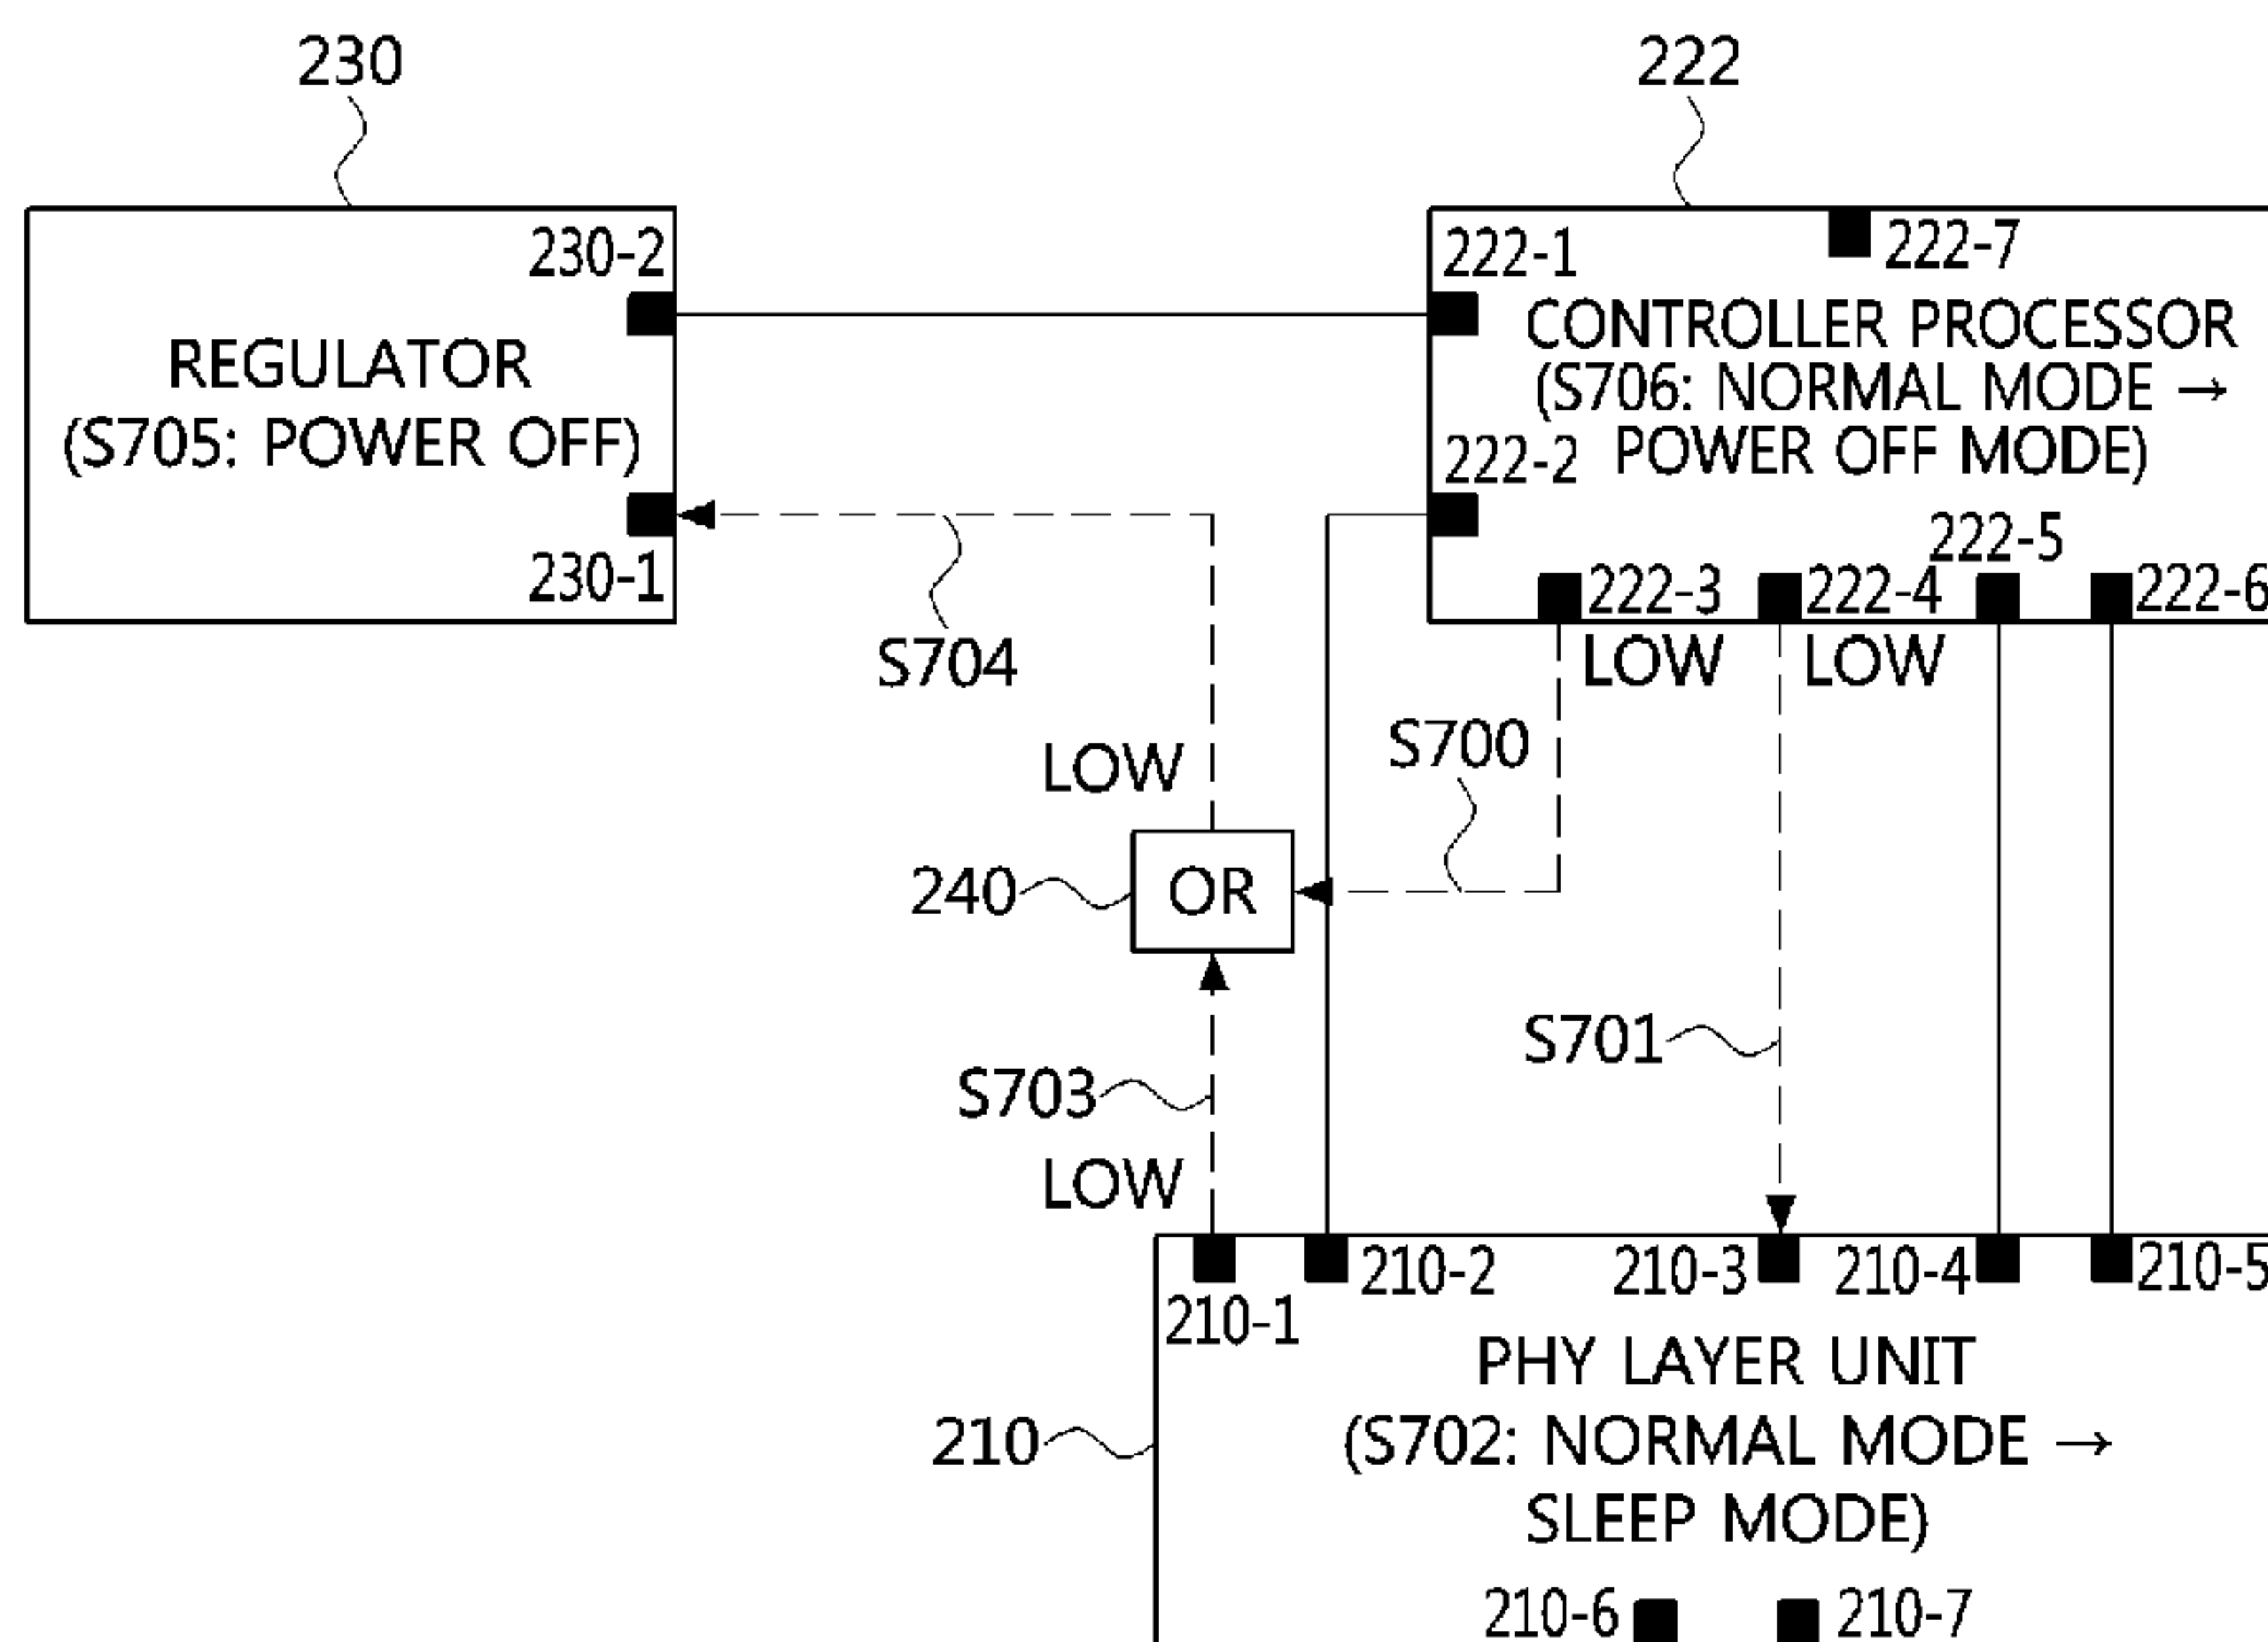 230
222
230-2
222-1
222-7
REGULATOR
(S705: POWER OFF)
CONTROLLER PROCESSOR
(S706: NORMAL MODE →
POWER OFF MODE)
222-2
230-1
222-5
222-3
222-4
222-6
LOW
LOW
S704
S700
LOW
240
OR
S701
S703
LOW
210-1
210-2
210-3
210-4
210-5
PHY LAYER UNIT
(S702: NORMAL MODE →
SLEEP MODE)
210
210-6
210-7